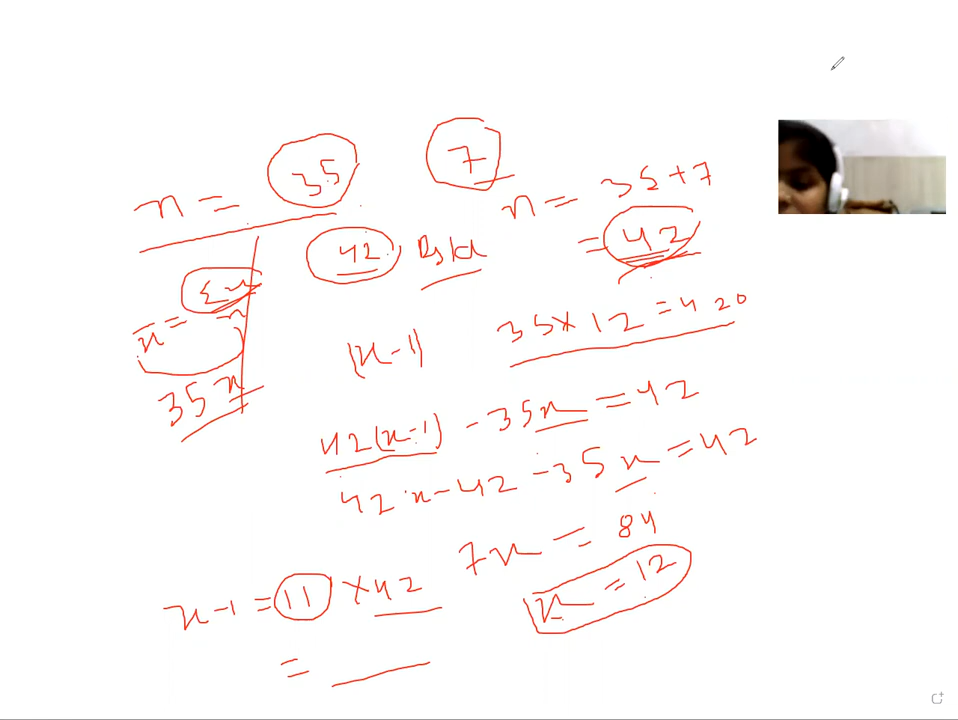 n = 35
7
n = 35 + 7
= 42
42 Rs
x̄ = Σx / n
35x
(x-1)
35 × 12 = 420
42(x-1) - 35x = 42
42x - 42 - 35x = 42
7x = 84
x = 12
x-1 = 11 × 42
=